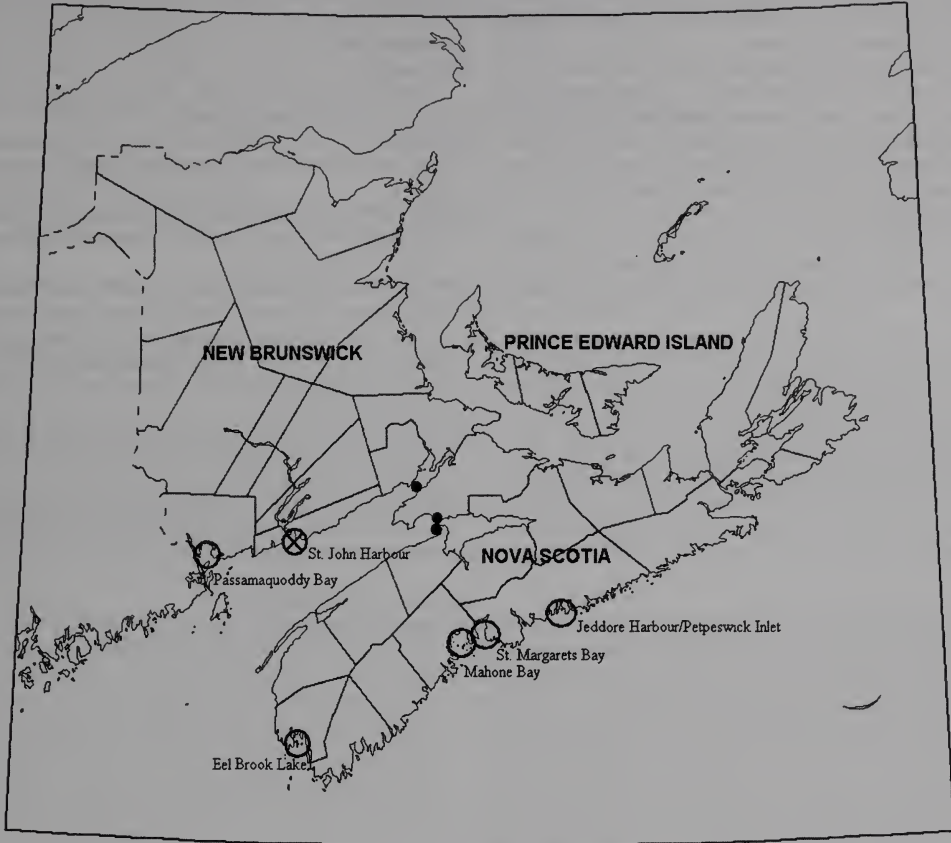 PRINCE EDWARD ISLAND
NEW BRUNSWICK
St. John Harbour
NOVA SCOTIA
Passamaquoddy Bay
Jeddore Harbour/Petpeswick Inlet
St. Margarets Bay
Mahone Bay
Eel Brook Lake